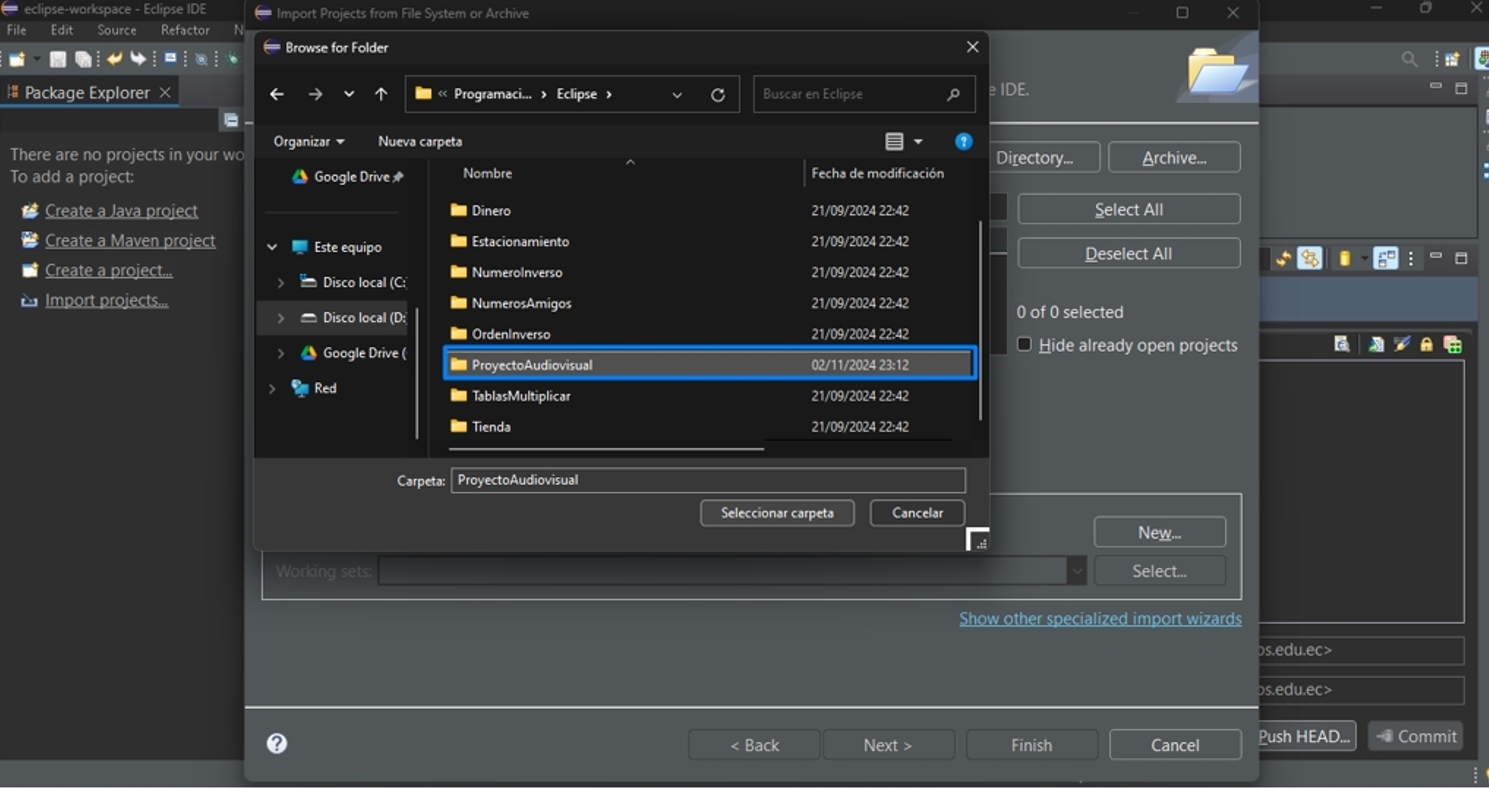 eclipse-workspace - Eclipse IDE
File Edit Source Refactor N
Package Explorer
There are no projects in your wo
To add a project:
Create a Java project
Create a Maven project
Create a project...
Import projects...
Import Projects from File System or Archive
e IDE.
Directory...
Archive...
Select All
Deselect All
0 of 0 selected
Hide already open projects
Browse for Folder
« Programaci... › Eclipse ›
Buscar en Eclipse
Organizar
Nueva carpeta
Google Drive
Este equipo
Disco local (C:
Disco local (D:
Google Drive (
Red
Nombre Fecha de modificación
Dinero 21/09/2024 22:42
Estacionamiento 21/09/2024 22:42
NumeroInverso 21/09/2024 22:42
NumerosAmigos 21/09/2024 22:42
OrdenInverso 21/09/2024 22:42
ProyectoAudiovisual 02/11/2024 23:12
TablasMultiplicar 21/09/2024 22:42
Tienda 21/09/2024 22:42
Carpeta: ProyectoAudiovisual
Seleccionar carpeta
Cancelar
New...
Working sets:
Select...
Show other specialized import wizards
< Back
Next >
Finish
Cancel
os.edu.ec>
os.edu.ec>
Push HEAD...
Commit